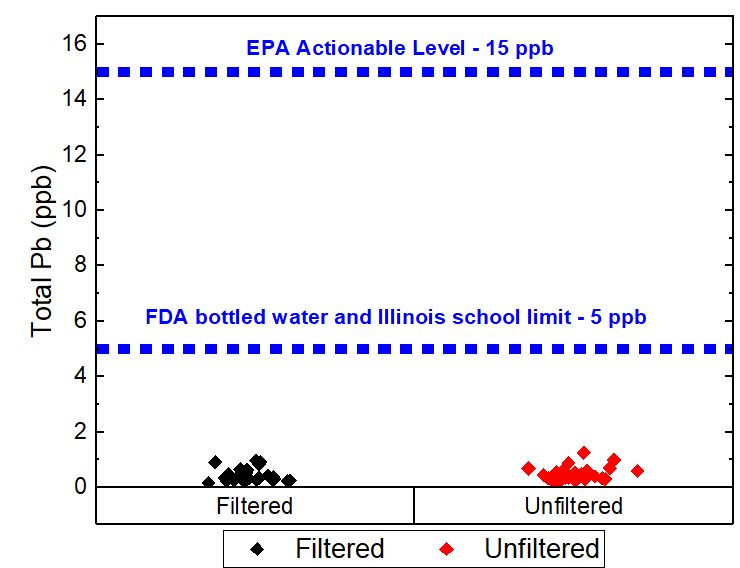 EPA Actionable Level - 15 ppb
FDA bottled water and Illinois school limit - 5 ppb
Total Pb (ppb)
16
14
12
10
8
6
4
2
0
Filtered Unfiltered
Filtered Unfiltered